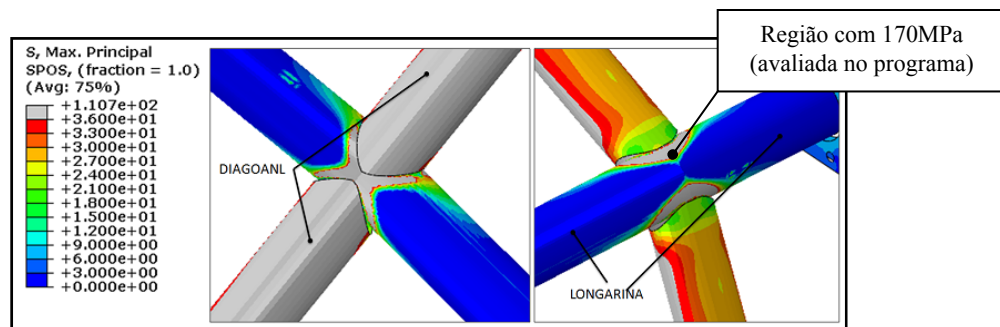 Região com 170MPa
(avaliada no programa)
S, Max. Principal
SPOS, (fraction = 1.0)
(Avg: 75%)
+1.107e+02
+3.600e+01
+3.300e+01
+3.000e+01
+2.700e+01
+2.400e+01
+2.100e+01
+1.800e+01
+1.500e+01
+1.200e+01
+9.000e+00
+6.000e+00
+3.000e+00
+0.000e+00
DIAGOANL
LONGARINA